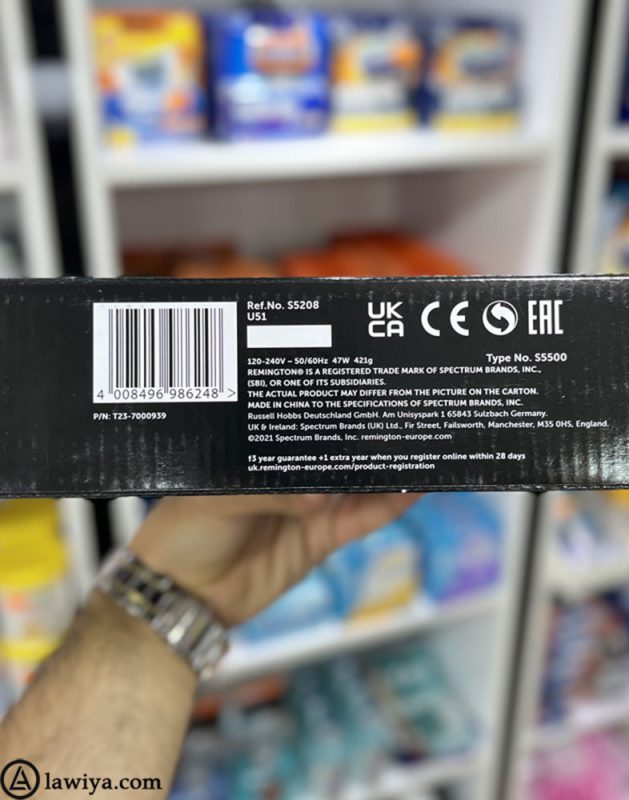 Ref.No. S5208
U51
UK
CA
CE
EAC
4 008496 986248 >
P/N: T23-7000939
120-240V ~ 50/60Hz 47W 421g
Type No. S5500
REMINGTON® IS A REGISTERED TRADE MARK OF SPECTRUM BRANDS, INC.,
(SBI), OR ONE OF ITS SUBSIDIARIES.
THE ACTUAL PRODUCT MAY DIFFER FROM THE PICTURE ON THE CARTON.
MADE IN CHINA TO THE SPECIFICATIONS OF SPECTRUM BRANDS, INC.
Russell Hobbs Deutschland GmbH. Am Unisyspark 1 65843 Sulzbach Germany.
UK & Ireland: Spectrum Brands (UK) Ltd., Fir Street, Failsworth, Manchester, M35 0HS, England.
©2021 Spectrum Brands, Inc. remington-europe.com
†3 year guarantee +1 extra year when you register online within 28 days
uk.remington-europe.com/product-registration
lawiya.com